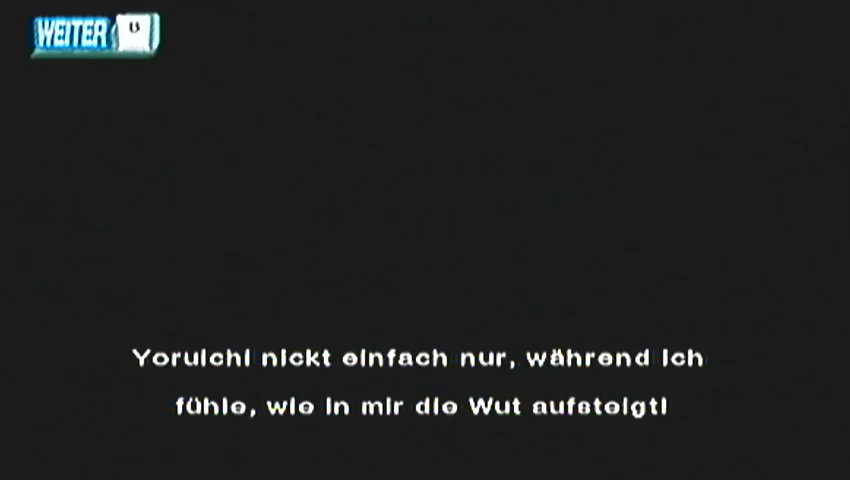 WEITER
Yoruichi nickt einfach nur, während ich
fühle, wie in mir die Wut aufsteigt!